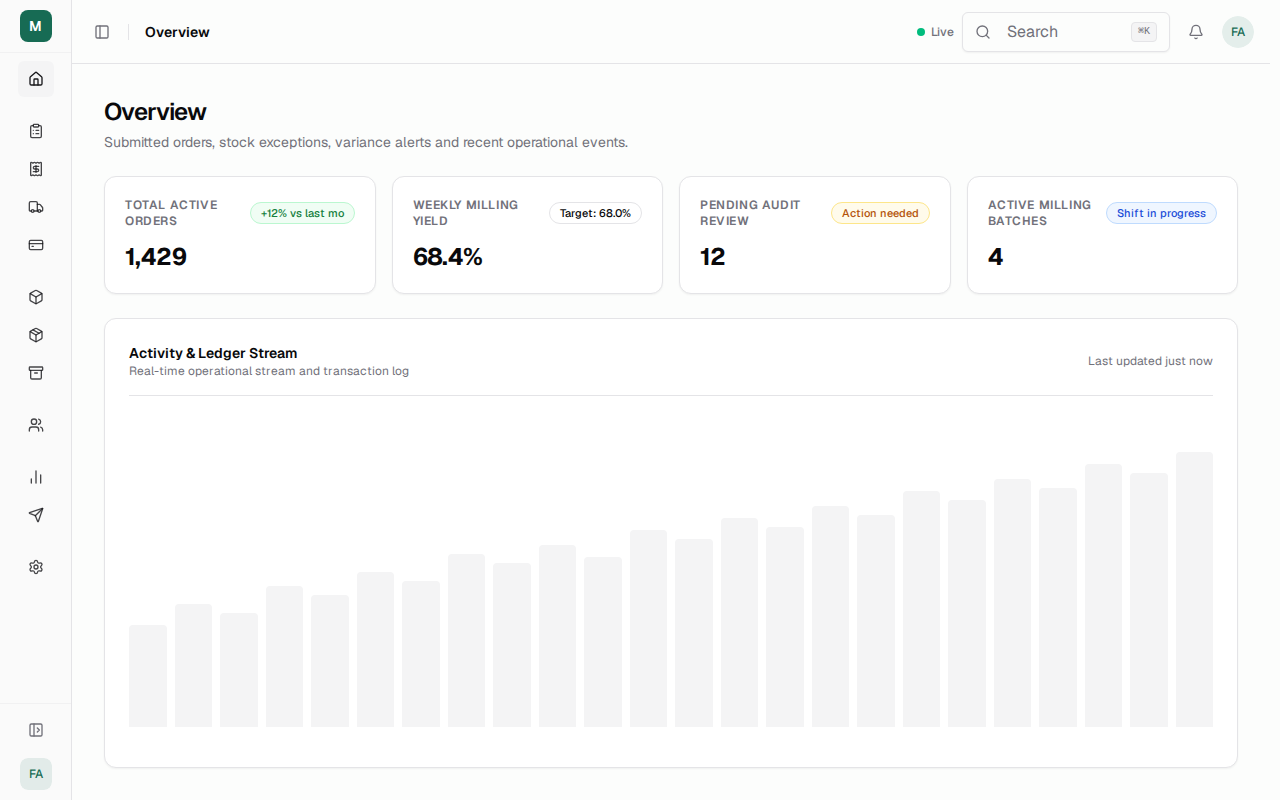 M
Overview
Live
Search
⌘K
FA
Overview
Submitted orders, stock exceptions, variance alerts and recent operational events.
TOTAL ACTIVE
ORDERS
+12% vs last mo
1,429
WEEKLY MILLING
YIELD
Target: 68.0%
68.4%
PENDING AUDIT
REVIEW
Action needed
12
ACTIVE MILLING
BATCHES
Shift in progress
4
Activity & Ledger Stream
Real-time operational stream and transaction log
Last updated just now
FA